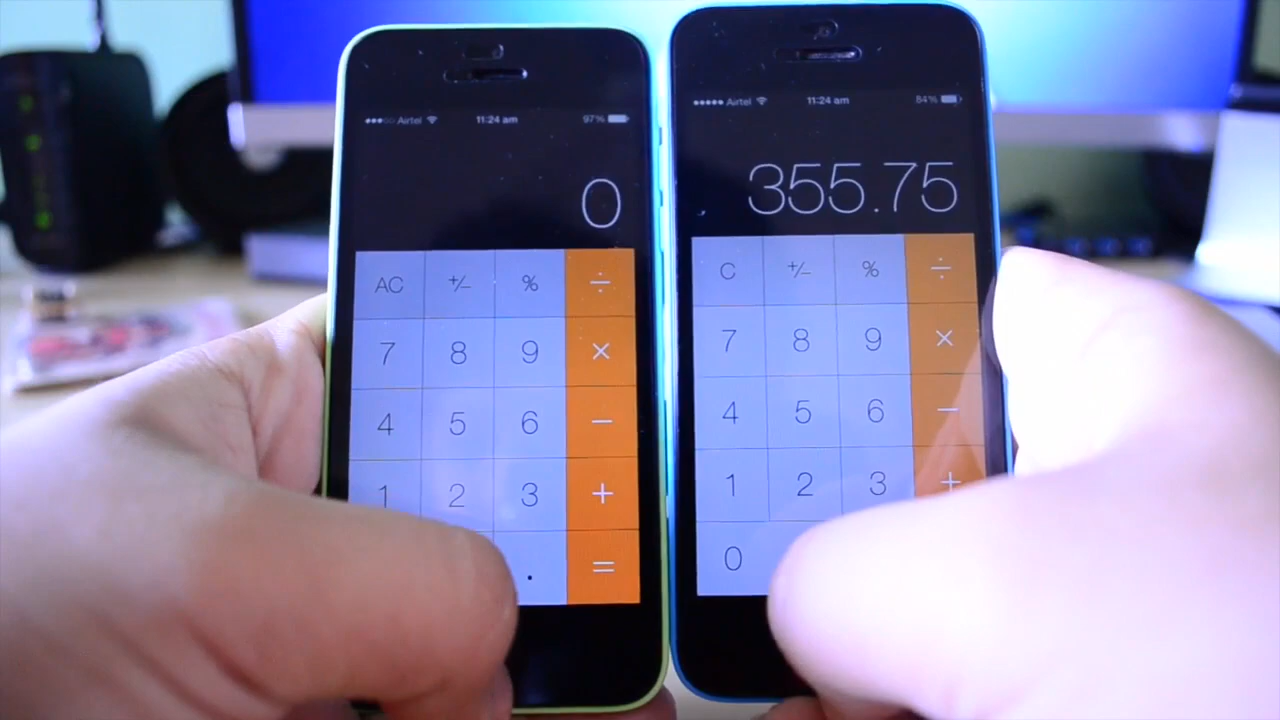 Airtel 11:24 am 97%
0
AC +/− % ÷
7 8 9 ×
4 5 6 −
1 2 3 +
. =
Airtel 11:24 am 84%
355.75
C +/− % ÷
7 8 9 ×
4 5 6 −
1 2 3 +
0